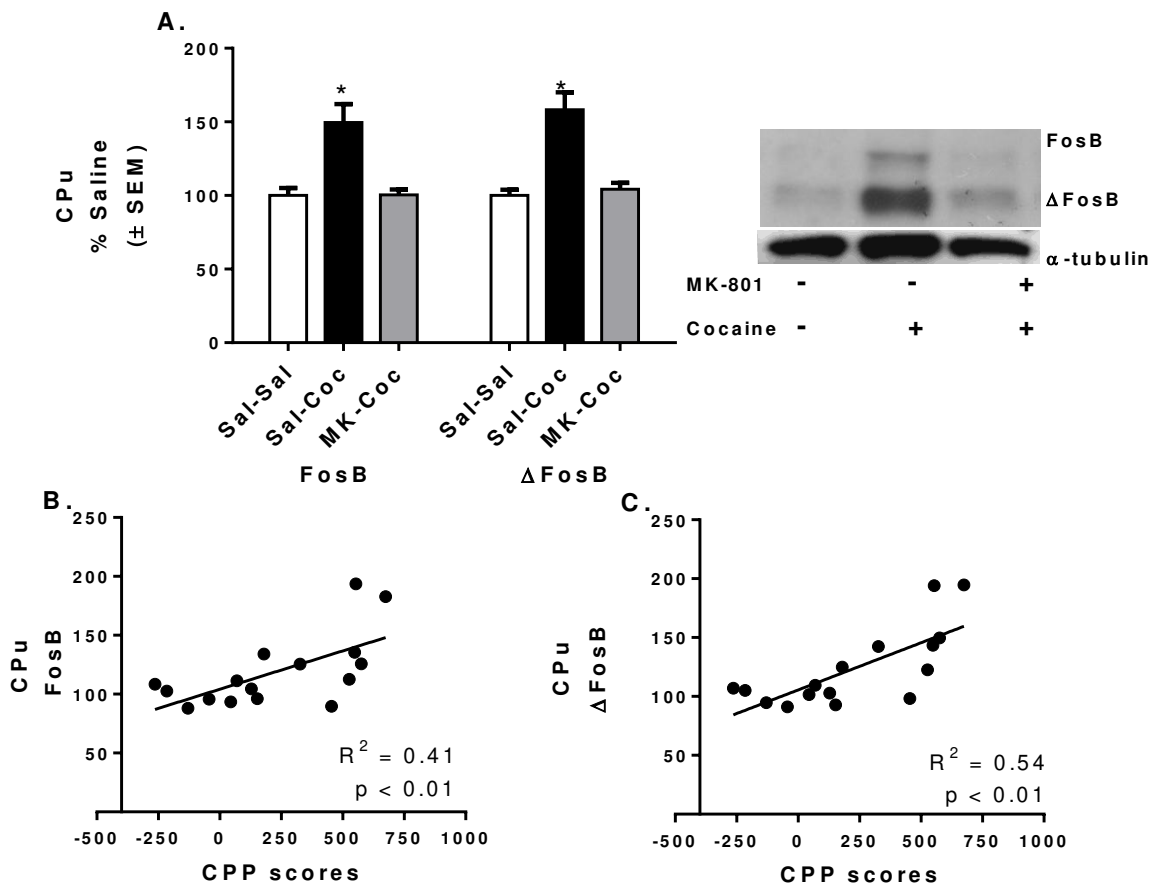 A.
200
150
100
50
0
CPu
% Saline
(± SEM)
*
*
Sal-Sal
Sal-Coc
MK-Coc
Sal-Sal
Sal-Coc
MK-Coc
FosB
ΔFosB
FosB
ΔFosB
α-tubulin
MK-801 - - +
Cocaine - + +
B.
250
200
150
100
50
CPu
FosB
R² = 0.41
p < 0.01
-500 -250 0 250 500 750 1000
CPP scores
C.
250
200
150
100
50
CPu
ΔFosB
R² = 0.54
p < 0.01
-500 -250 0 250 500 750 1000
CPP scores